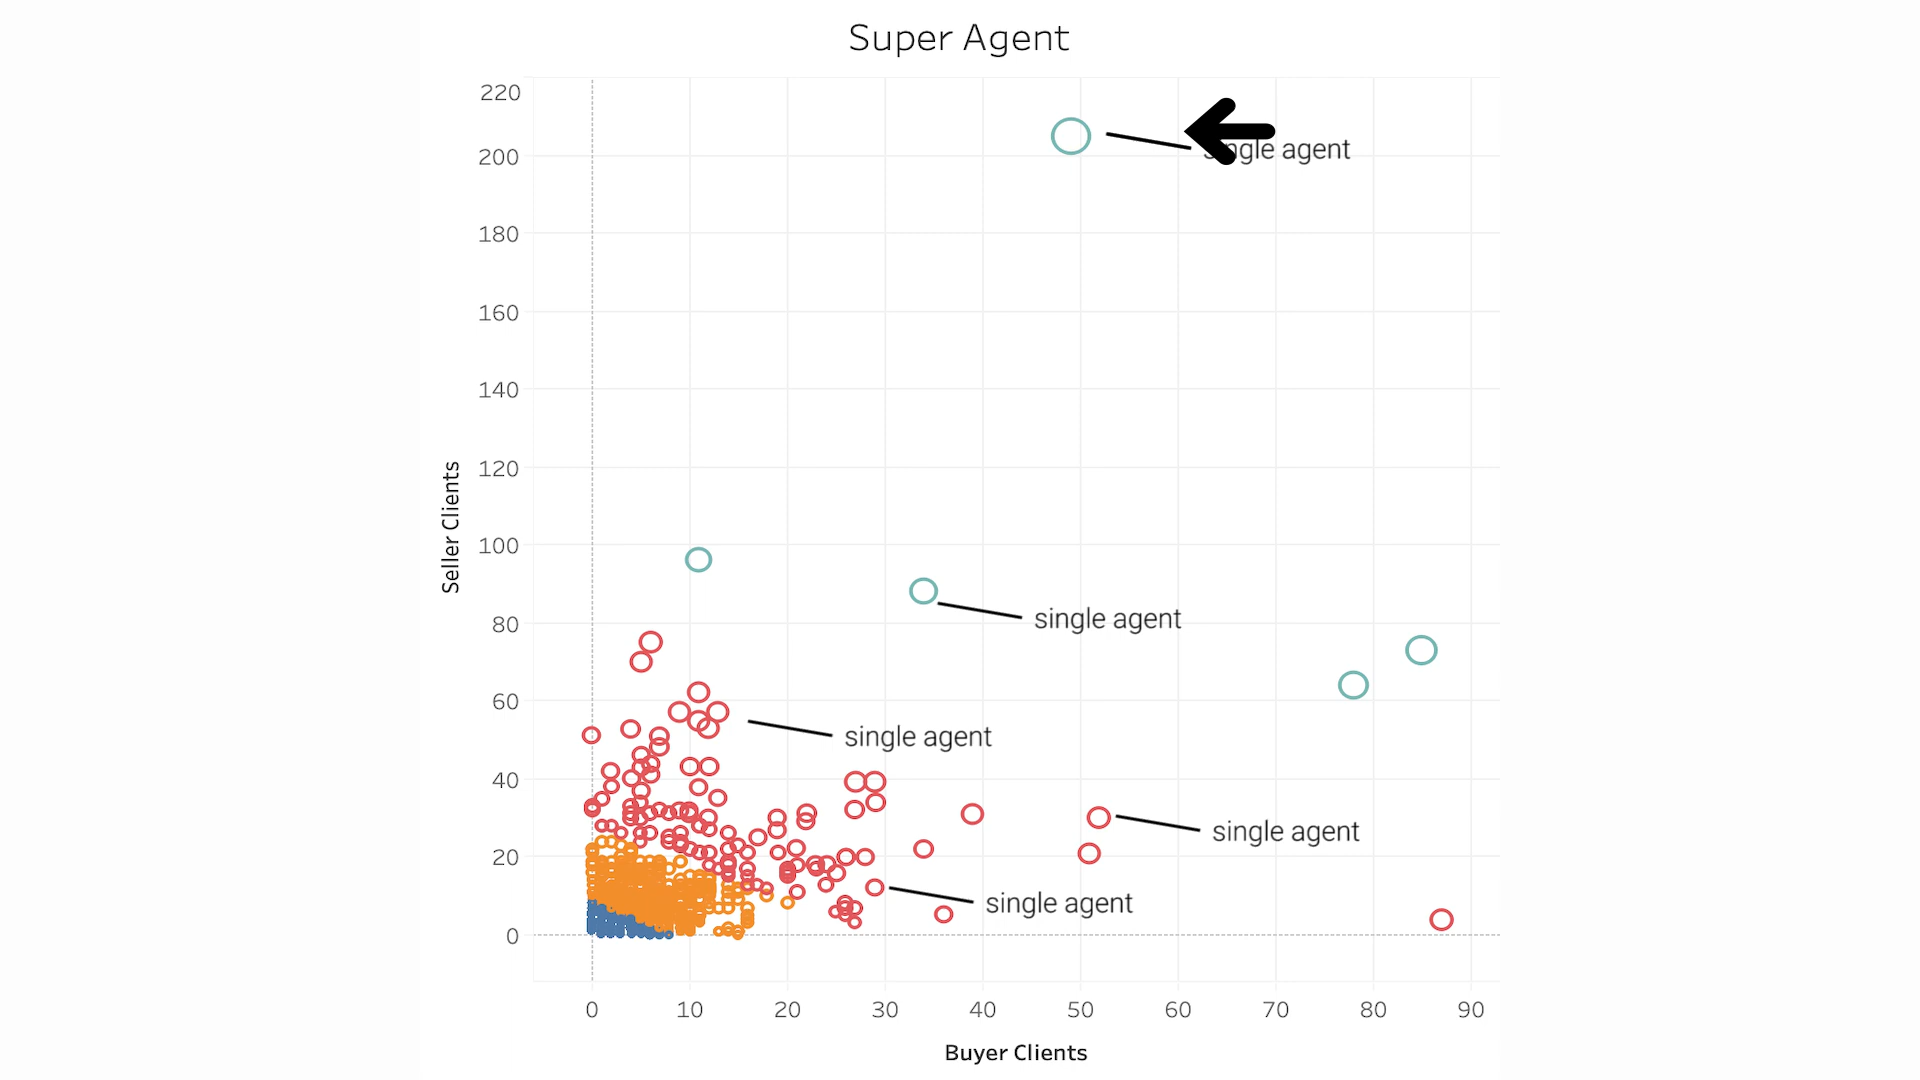 Super Agent
220
200
180
160
140
120
100
80
60
40
20
0
Seller Clients
agent
single agent
single agent
single agent
single agent
0 10 20 30 40 50 60 70 80 90
Buyer Clients